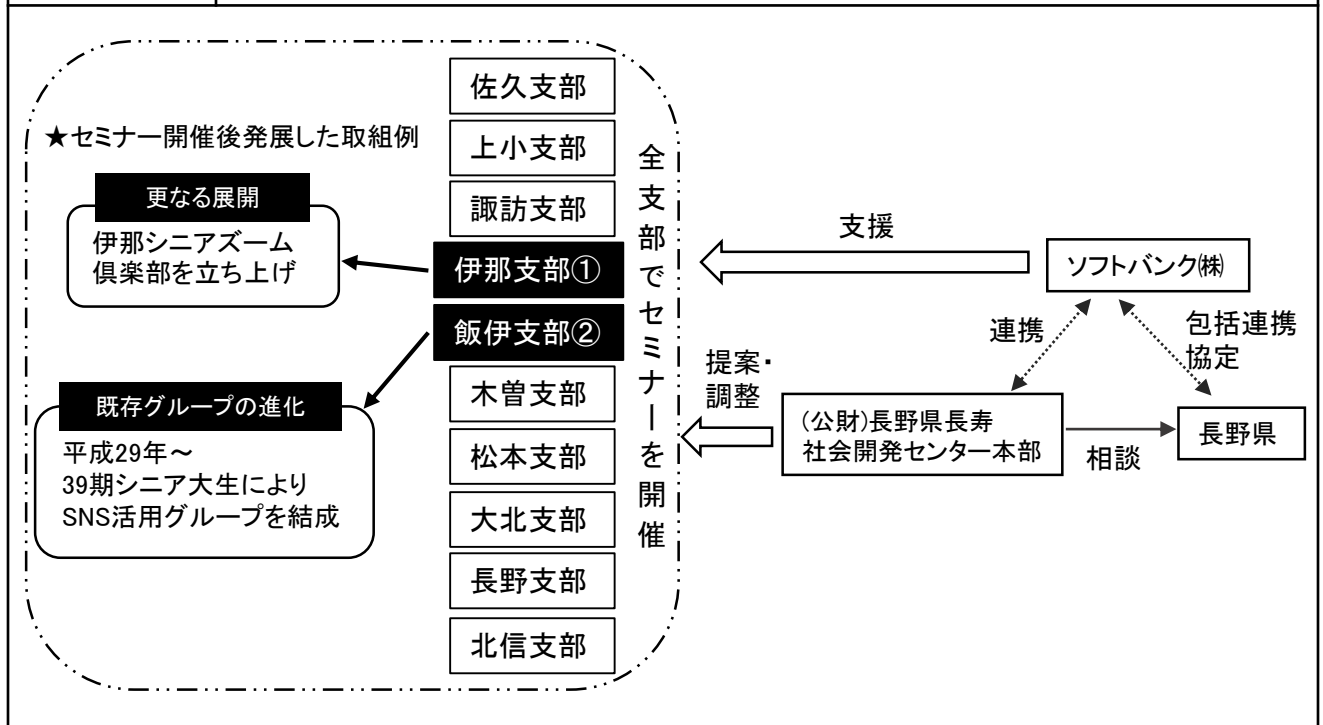 ★セミナー開催後発展した取組例
更なる展開
伊那シニアズーム
倶楽部を立ち上げ
既存グループの進化
平成29年～
39期シニア大生により
SNS活用グループを結成
佐久支部
上小支部
諏訪支部
伊那支部①
飯伊支部②
木曽支部
松本支部
大北支部
長野支部
北信支部
全支部でセミナーを開催
支援
ソフトバンク㈱
連携
包括連携
協定
提案・
調整
(公財)長野県長寿
社会開発センター本部
相談
長野県